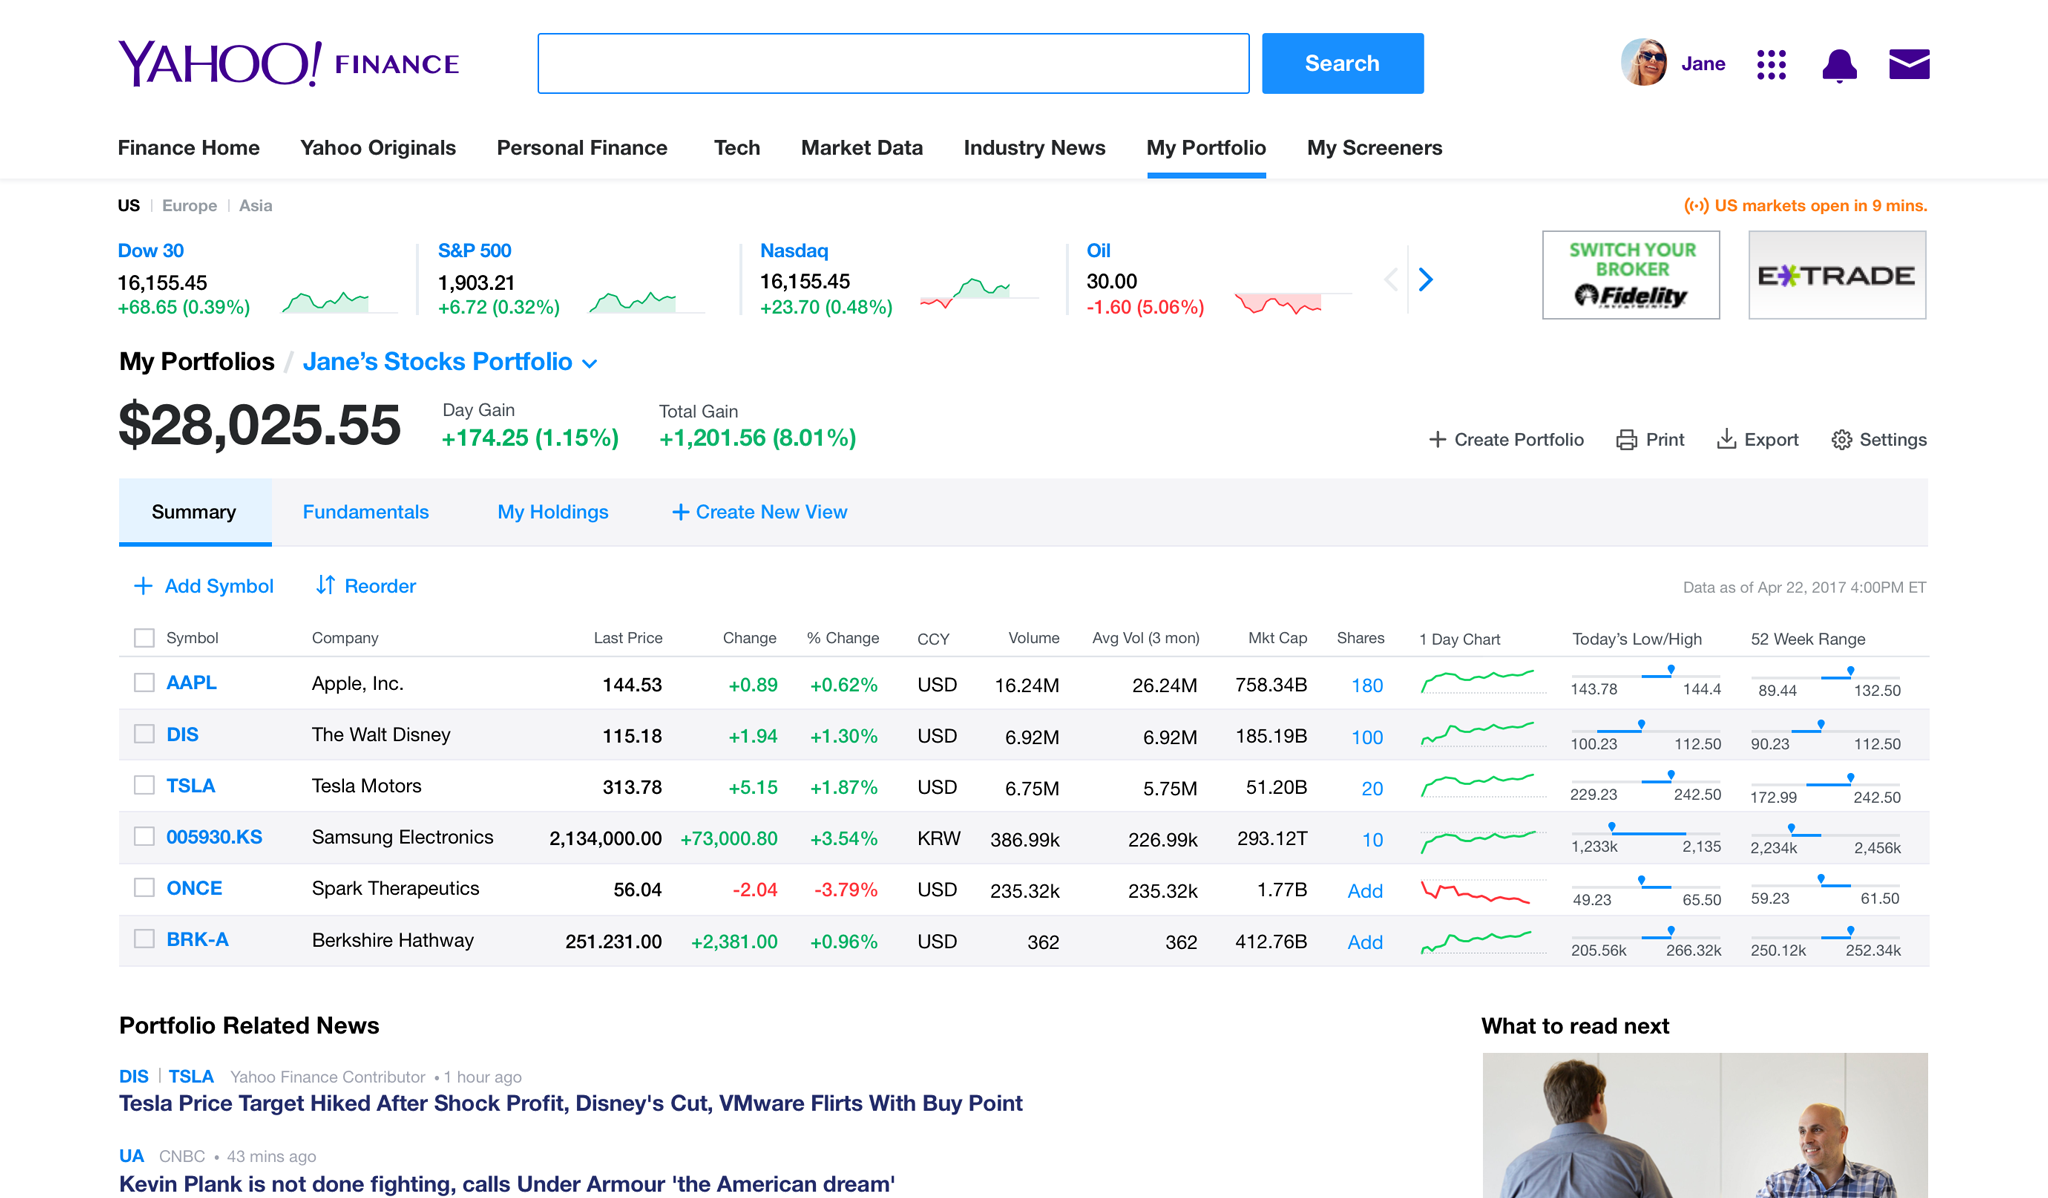 YAHOO! FINANCE
Search
Jane
Finance Home Yahoo Originals Personal Finance Tech Market Data Industry News My Portfolio My Screeners
US | Europe | Asia
US markets open in 9 mins.
Dow 30
16,155.45
+68.65 (0.39%)
S&P 500
1,903.21
+6.72 (0.32%)
Nasdaq
16,155.45
+23.70 (0.48%)
Oil
30.00
-1.60 (5.06%)
SWITCH YOUR
BROKER
Fidelity
INVESTMENTS
E*TRADE
My Portfolios / Jane’s Stocks Portfolio
$28,025.55
Day Gain
+174.25 (1.15%)
Total Gain
+1,201.56 (8.01%)
Create Portfolio Print Export Settings
Summary Fundamentals My Holdings + Create New View
+ Add Symbol Reorder
Data as of Apr 22, 2017 4:00PM ET
Symbol Company Last Price Change % Change CCY Volume Avg Vol (3 mon) Mkt Cap Shares 1 Day Chart Today’s Low/High 52 Week Range
AAPL Apple, Inc. 144.53 +0.89 +0.62% USD 16.24M 26.24M 758.34B 180 143.78 144.4 89.44 132.50
DIS The Walt Disney 115.18 +1.94 +1.30% USD 6.92M 6.92M 185.19B 100 100.23 112.50 90.23 112.50
TSLA Tesla Motors 313.78 +5.15 +1.87% USD 6.75M 5.75M 51.20B 20 229.23 242.50 172.99 242.50
005930.KS Samsung Electronics 2,134,000.00 +73,000.80 +3.54% KRW 386.99k 226.99k 293.12T 10 1,233k 2,135 2,234k 2,456k
ONCE Spark Therapeutics 56.04 -2.04 -3.79% USD 235.32k 235.32k 1.77B Add 49.23 65.50 59.23 61.50
BRK-A Berkshire Hathway 251.231.00 +2,381.00 +0.96% USD 362 362 412.76B Add 205.56k 266.32k 250.12k 252.34k
Portfolio Related News
DIS | TSLA Yahoo Finance Contributor • 1 hour ago
Tesla Price Target Hiked After Shock Profit, Disney's Cut, VMware Flirts With Buy Point
UA CNBC • 43 mins ago
Kevin Plank is not done fighting, calls Under Armour 'the American dream'
What to read next